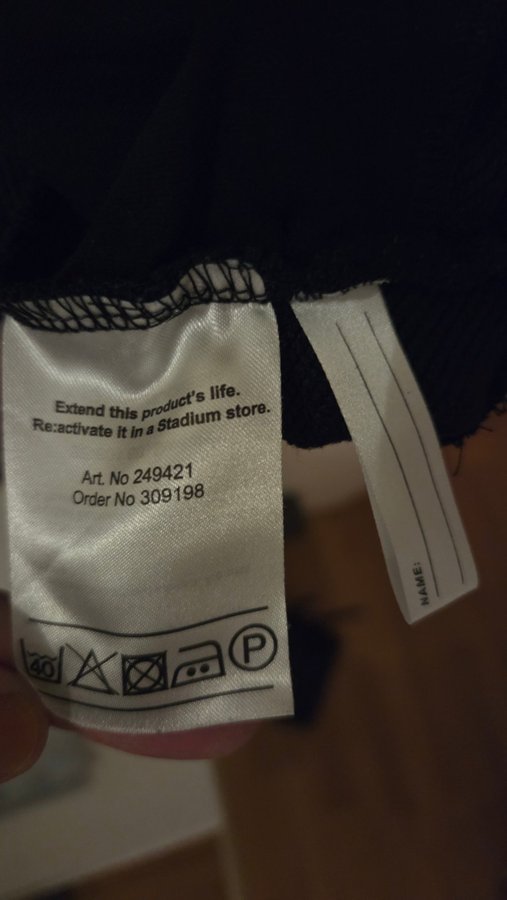 Extend this product's life.
Re:activate it in a Stadium store.
Art. No 249421
Order No 309198
40
P
NAME: